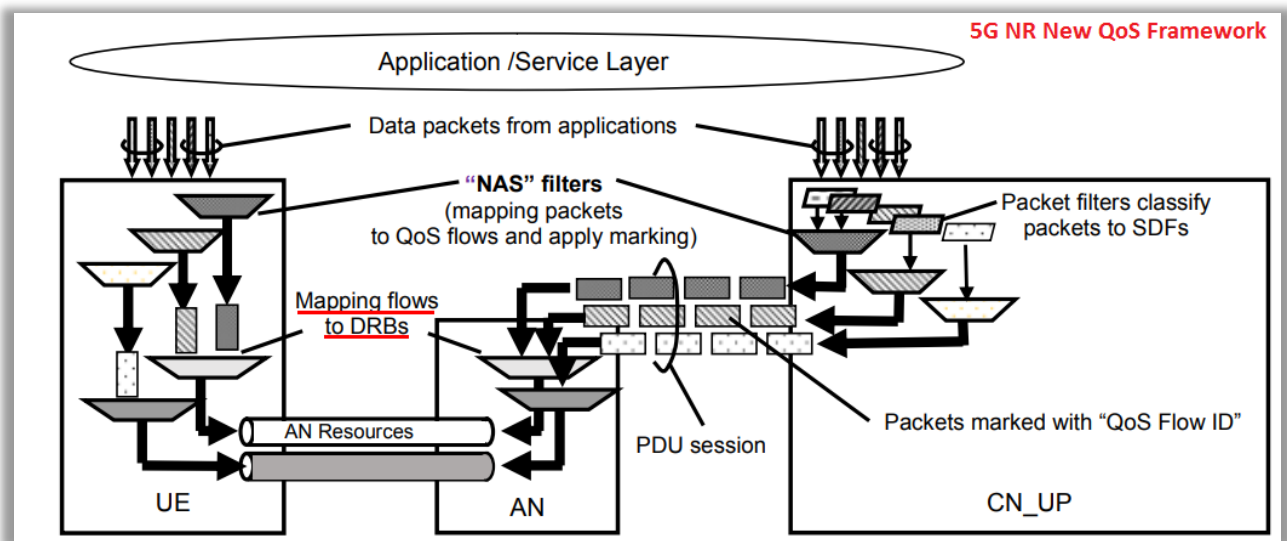 5G NR New QoS Framework
Application /Service Layer
Data packets from applications
“NAS” filters
(mapping packets
to QoS flows and apply marking)
Packet filters classify
packets to SDFs
Mapping flows
to DRBs
AN Resources
PDU session
Packets marked with “QoS Flow ID”
UE
AN
CN_UP